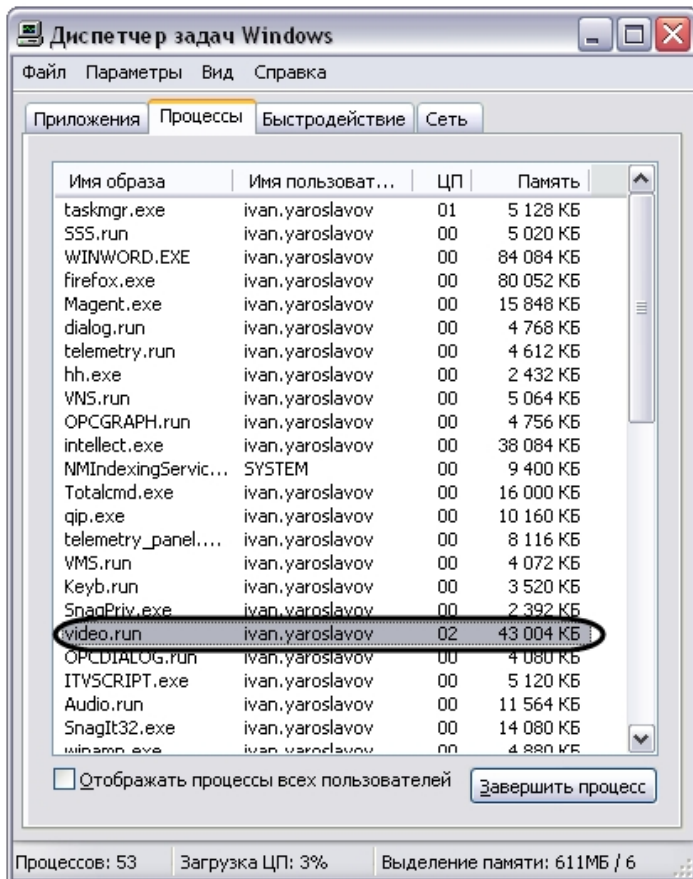 Диспетчер задач Windows
Файл Параметры Вид Справка
Приложения Процессы Быстродействие Сеть
Имя образа Имя пользоват... ЦП Память
taskmgr.exe ivan.yaroslavov 01 5 128 КБ
SSS.run ivan.yaroslavov 00 5 020 КБ
WINWORD.EXE ivan.yaroslavov 00 84 084 КБ
firefox.exe ivan.yaroslavov 00 80 052 КБ
Magent.exe ivan.yaroslavov 00 15 848 КБ
dialog.run ivan.yaroslavov 00 4 768 КБ
telemetry.run ivan.yaroslavov 00 4 612 КБ
hh.exe ivan.yaroslavov 00 2 432 КБ
VNS.run ivan.yaroslavov 00 5 064 КБ
OPCGRAPH.run ivan.yaroslavov 00 4 756 КБ
intellect.exe ivan.yaroslavov 00 38 084 КБ
NMIndexingServic... SYSTEM 00 9 400 КБ
Totalcmd.exe ivan.yaroslavov 00 16 000 КБ
qip.exe ivan.yaroslavov 00 10 160 КБ
telemetry_panel.... ivan.yaroslavov 00 8 116 КБ
VMS.run ivan.yaroslavov 00 4 072 КБ
Keyb.run ivan.yaroslavov 00 3 520 КБ
SnagPriv.exe ivan.yaroslavov 00 2 392 КБ
video.run ivan.yaroslavov 02 43 004 КБ
OPCDIALOG.run ivan.yaroslavov 00 4 080 КБ
ITVSCRIPT.exe ivan.yaroslavov 00 5 120 КБ
Audio.run ivan.yaroslavov 00 11 564 КБ
SnagIt32.exe ivan.yaroslavov 00 14 080 КБ
winamp.exe ivan.yaroslavov 00 4 880 КБ
Отображать процессы всех пользователей Завершить процесс
Процессов: 53 Загрузка ЦП: 3% Выделение памяти: 611МБ / 6